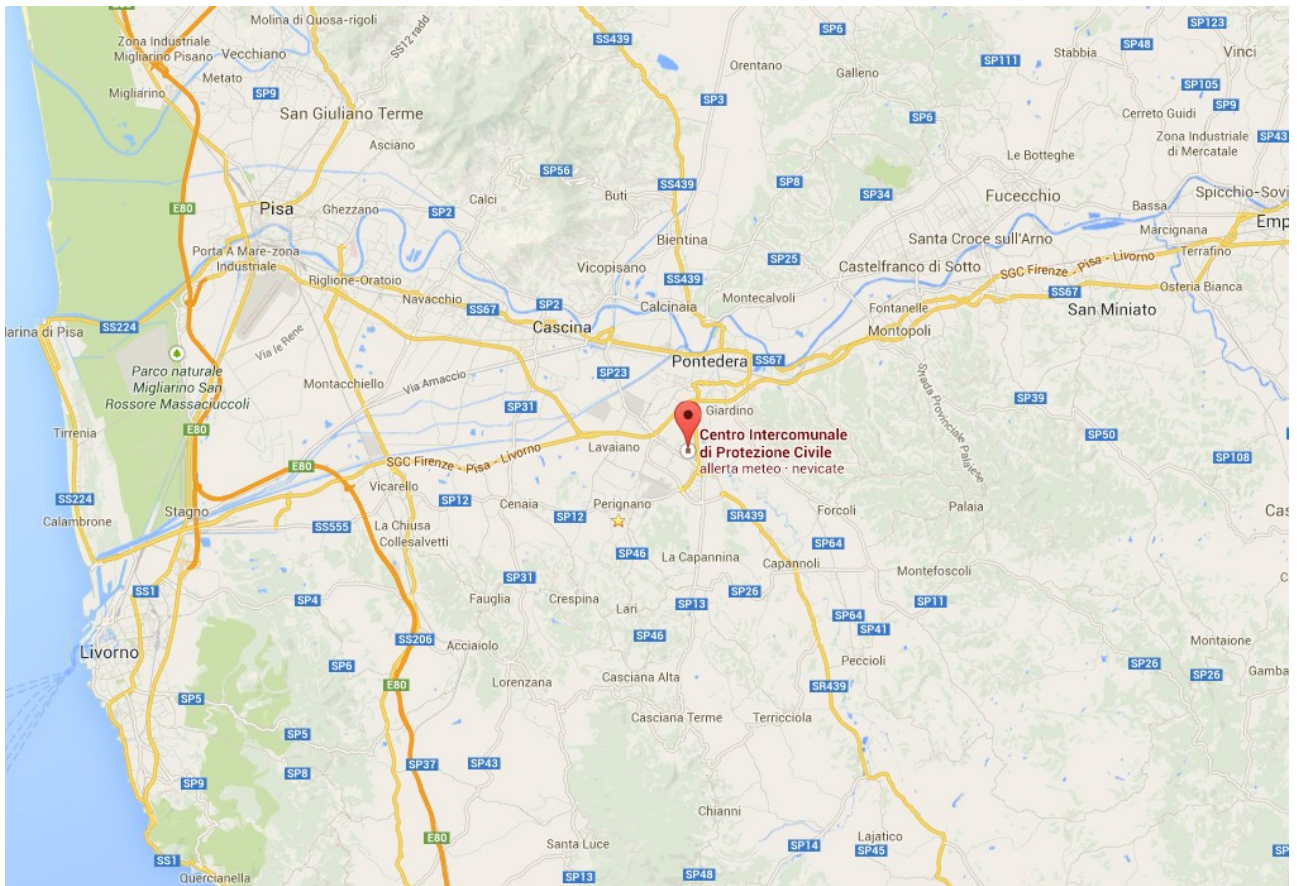 Molina di Quosa-rigoli
SS12 radd
SS439
SP6
SP123
SP48
Vinci
Zona Industriale
Migliarino Pisano
Vecchiano
Orentano
Galleno
SP111
Stabbia
Metato
SP9
SP3
SP105
SP9
Migliarino
San Giuliano Terme
SP6
Cerreto Guidi
Asciano
Zona Industriale
di Mercatale
SP43
SP56
SS439
SP8
SP34
Le Botteghe
E80
Pisa
Ghezzano
SP2
Calci
Buti
Fucecchio
Bassa
Spicchio-Sovi
Marcignana
Emp
Porta A Mare-zona
Industriale
Bientina
Santa Croce sull'Arno
Terrafino
Riglione-Oratoio
Vicopisano
SS439
SP25
Castelfranco di Sotto
SGC Firenze - Pisa - Livorno
SS67
Osteria Bianca
Navacchio
SS67
SP2
Calcinaia
Montecalvoli
Fontanelle
San Miniato
arina di Pisa
SS224
Via le Rene
Cascina
Montopoli
Pontedera
SS67
Parco naturale
Migliarino San
Rossore Massaciuccoli
Montacchiello
Via Arnaccio
SP23
Strada Provinciale Palaiese
SP31
Giardino
SP39
Tirrenia
E80
Centro Intercomunale
di Protezione Civile
allerta meteo · nevicate
SP50
Lavaiano
SP108
E80
SGC Firenze - Pisa - Livorno
SS224
Stagno
Vicarello
SP12
Cenaia
Perignano
Forcoli
Palaia
Calambrone
SS555
La Chiusa
Collesalvetti
SP12
SR439
Cas
SP46
La Capannina
Capannoli
SP64
Montefoscoli
SS1
SP4
SP31
Fauglia
Crespina
Lari
SP13
SP26
SP11
SP64
SP41
Livorno
SS206
Acciaiolo
SP46
Montaione
SP6
Peccioli
SP26
SP26
Gamba
E80
Lorenzana
Casciana Alta
SR439
SP5
Casciana Terme
Terricciola
SP5
SP8
SP37
SP43
SP9
Chianni
E80
Santa Luce
Lajatico
SP14
SP45
SP
SS1
Quercianella
SP13
SP48